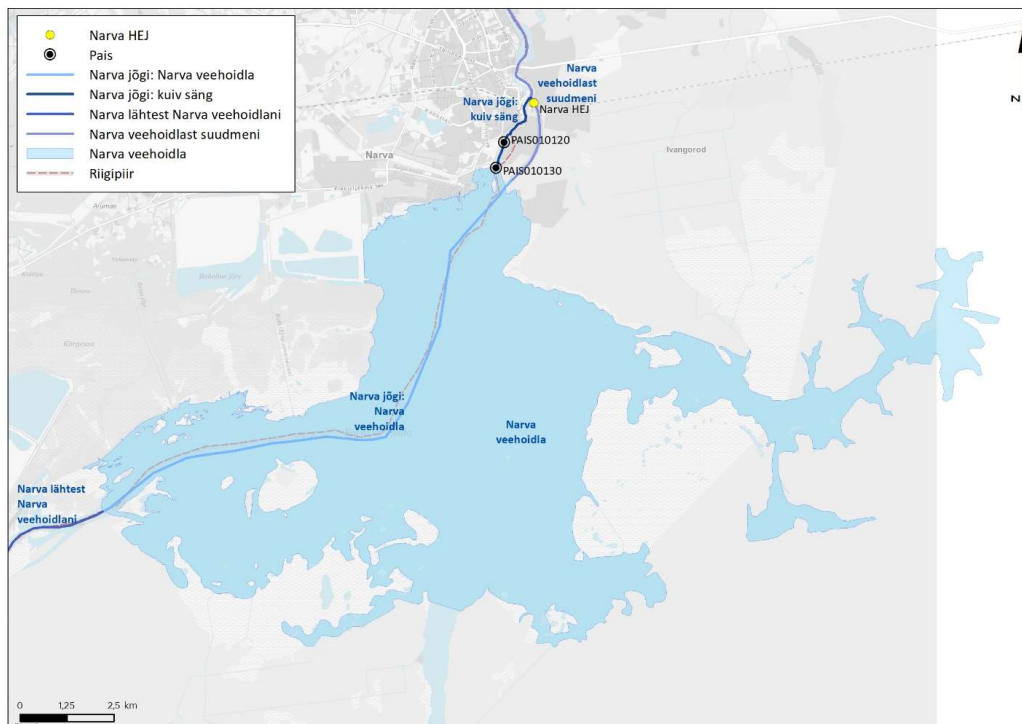 Narva HEJ
Pais
Narva jõgi: Narva veehoidla
Narva jõgi: kuiv säng
Narva lähtest Narva veehoidlani
Narva veehoidlast suudmeni
Narva veehoidla
Riigipiir
Narva
veehoidlast
suudmeni
Narva jõgi:
kuiv säng
Narva HEJ
PAIS010120
Narva
Ivangorod
PAIS010130
Narva jõgi:
Narva
veehoidla
Narva
veehoidla
Narva lähtest
Narva
veehoidlani
0 1,25 2,5 km
N